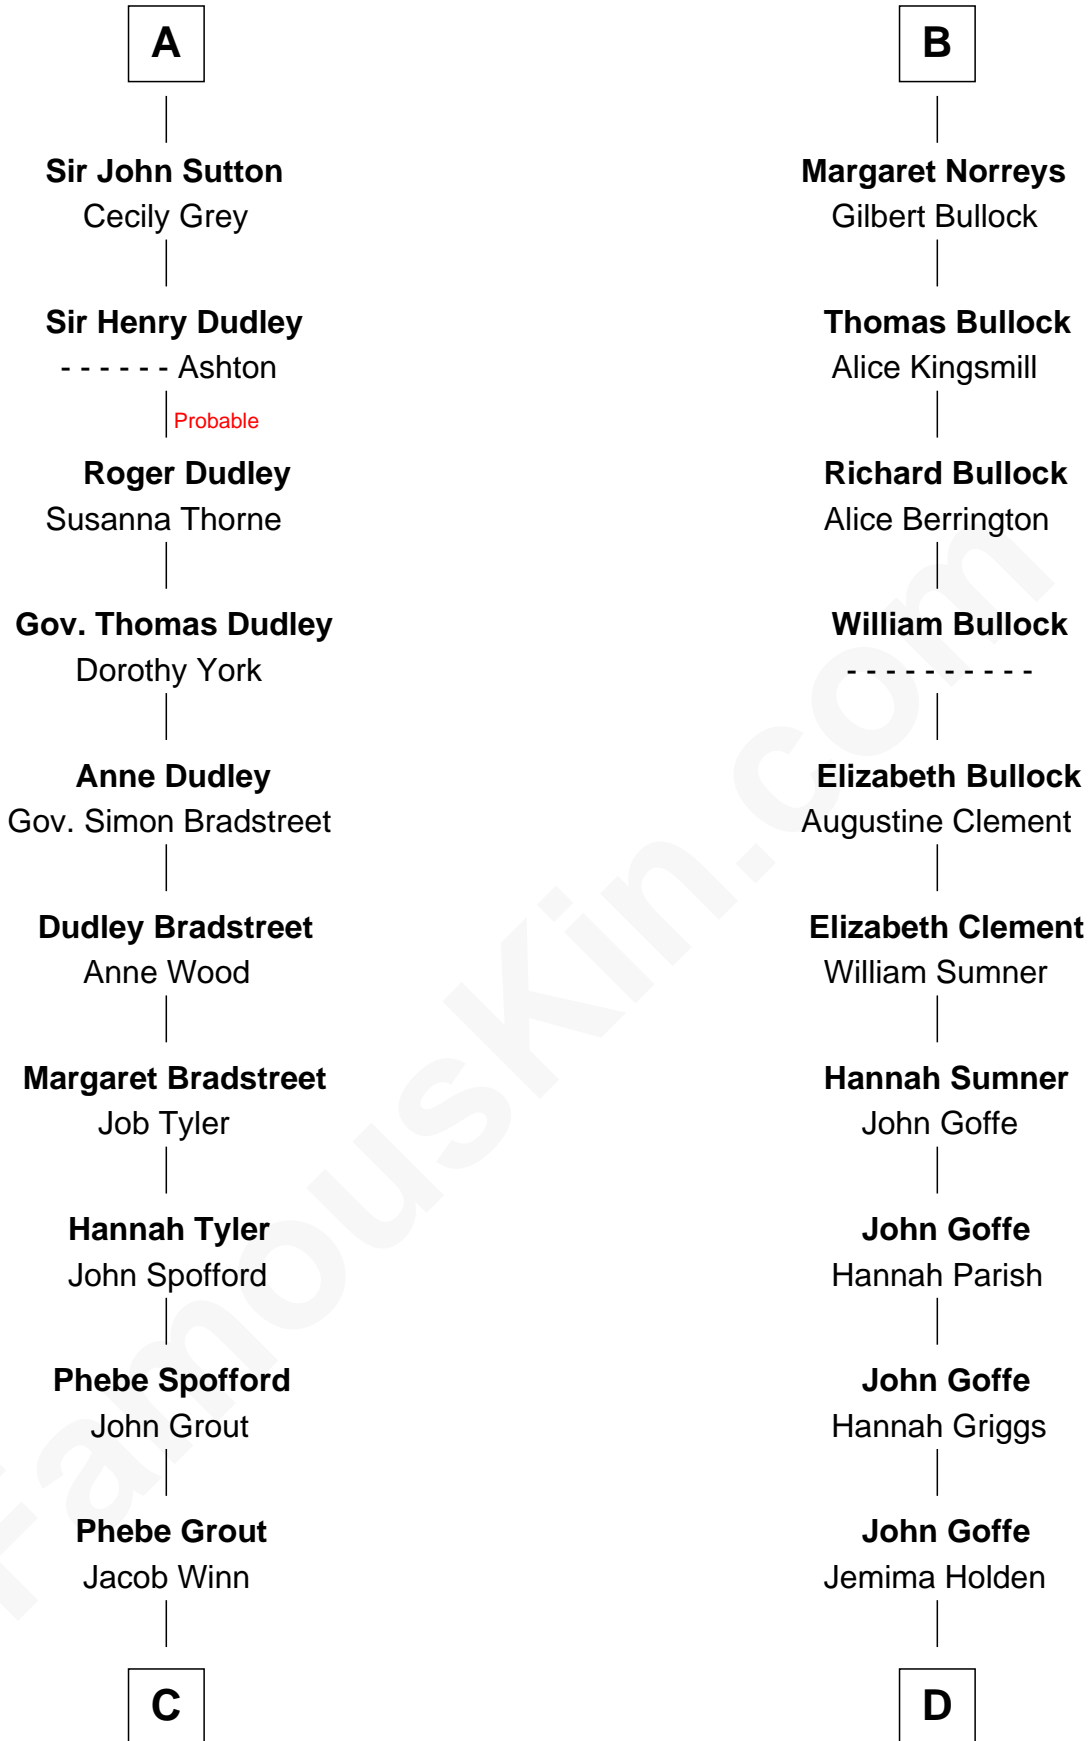 A
Sir John Sutton
Cecily Grey
Sir Henry Dudley
- - - - - - Ashton
Probable
Roger Dudley
Susanna Thorne
Gov. Thomas Dudley
Dorothy York
Anne Dudley
Gov. Simon Bradstreet
Dudley Bradstreet
Anne Wood
Margaret Bradstreet
Job Tyler
Hannah Tyler
John Spofford
Phebe Spofford
John Grout
Phebe Grout
Jacob Winn
C
B
Margaret Norreys
Gilbert Bullock
Thomas Bullock
Alice Kingsmill
Richard Bullock
Alice Berrington
William Bullock
- - - - - - - - - -
Elizabeth Bullock
Augustine Clement
Elizabeth Clement
William Sumner
Hannah Sumner
John Goffe
John Goffe
Hannah Parish
John Goffe
Hannah Griggs
John Goffe
Jemima Holden
D
FamousKin.com